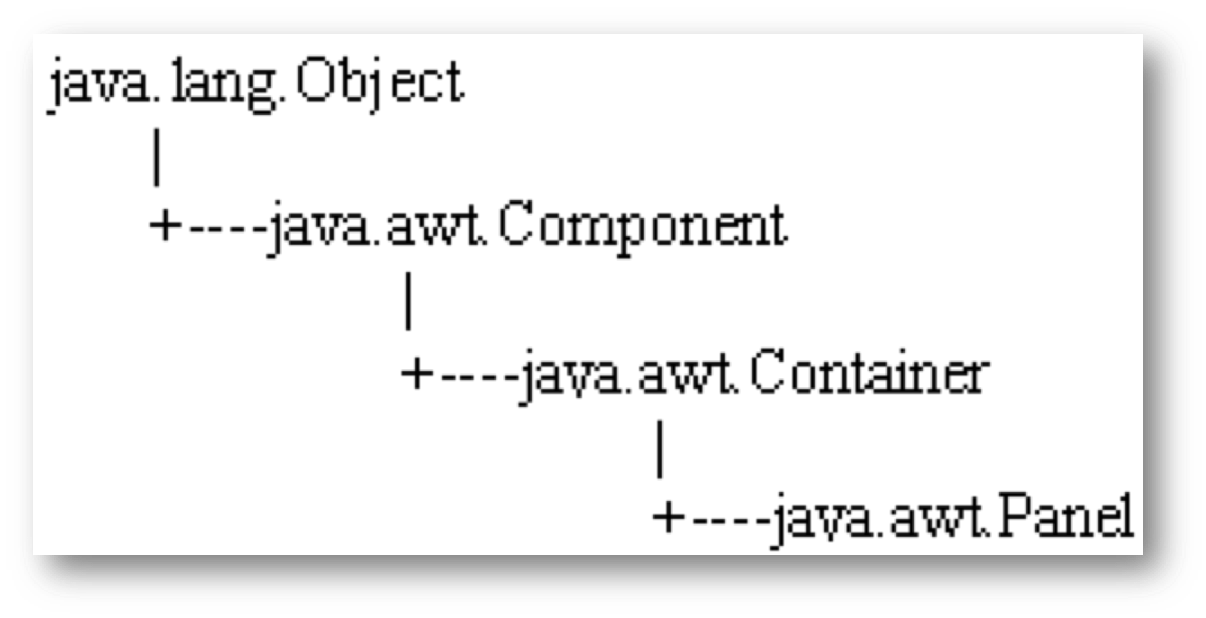 java.lang.Object
|
+----java.awt.Component
|
+----java.awt.Container
|
+----java.awt.Panel